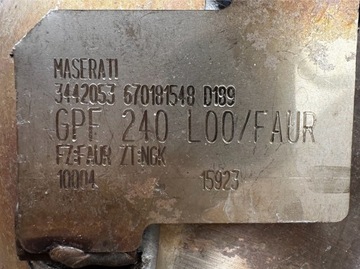 MASERATI
3442053 670181548 D189
GPF 240 L00/FAUR
FZ:FAUR ZT:NGK
10004 15923